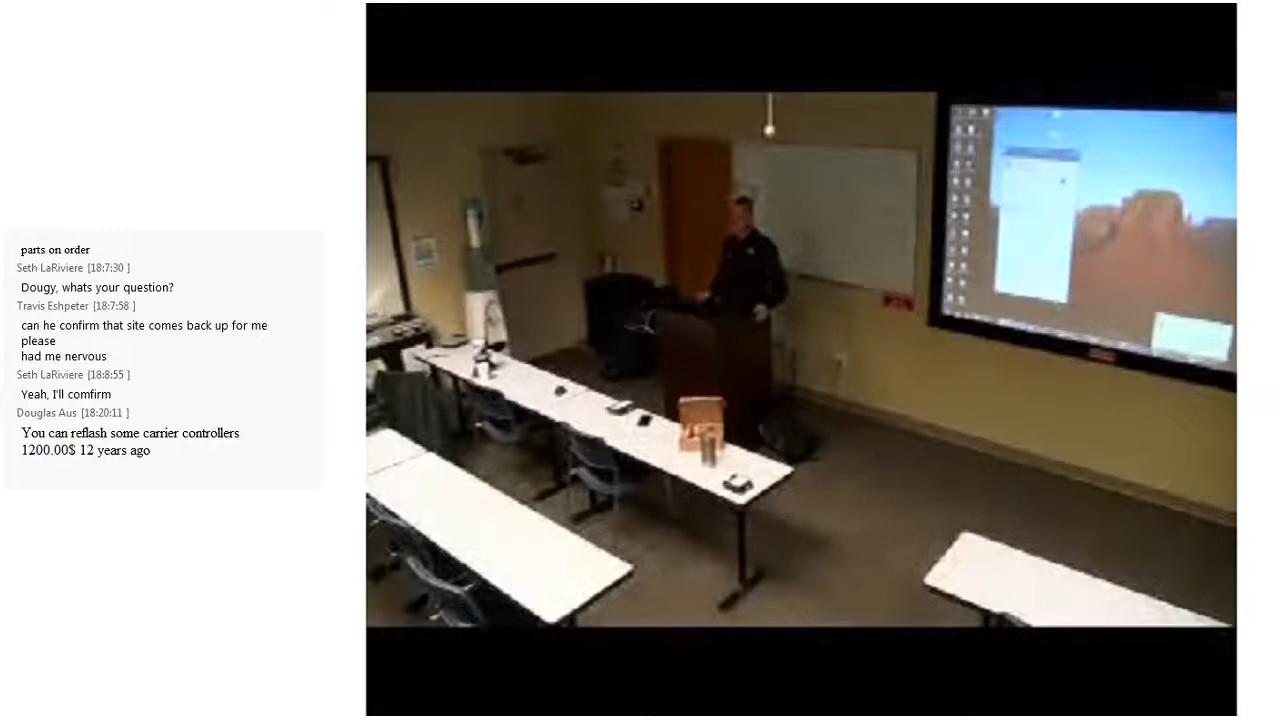 parts on order
Seth LaRiviere [18:7:30 ]
Dougy, whats your question?
Travis Eshpeter [18:7:58 ]
can he confirm that site comes back up for me
please
had me nervous
Seth LaRiviere [18:8:55 ]
Yeah, I'll comfirm
Douglas Aus [18:20:11 ]
You can reflash some carrier controllers
1200.00$ 12 years ago